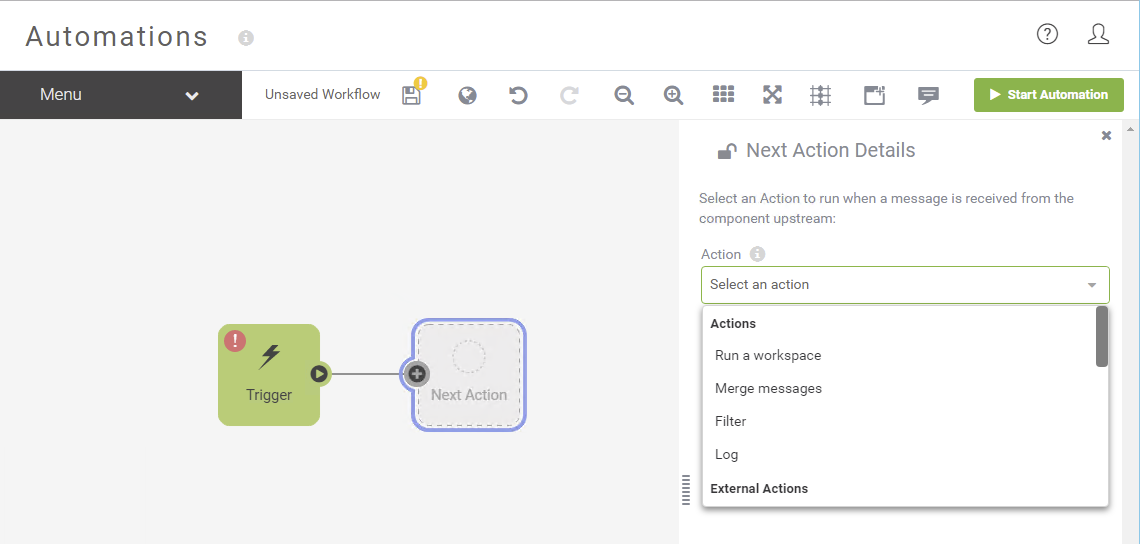 Automations
Menu
Unsaved Workflow
Start Automation
Next Action Details
Select an Action to run when a message is received from the
component upstream:
Action
Select an action
Actions
Run a workspace
Merge messages
Filter
Log
External Actions
Trigger
Next Action